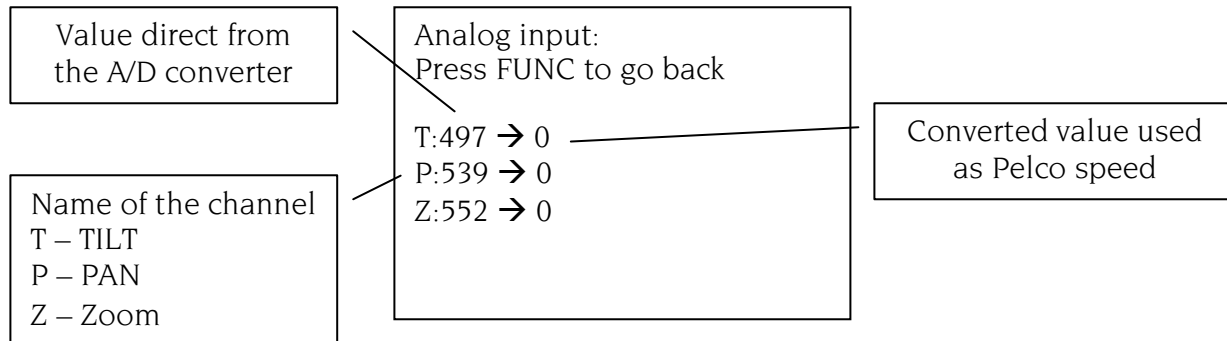 Value direct from
the A/D converter
Analog input:
Press FUNC to go back
T:497 → 0
P:539 → 0
Z:552 → 0
Converted value used
as Pelco speed
Name of the channel
T – TILT
P – PAN
Z – Zoom